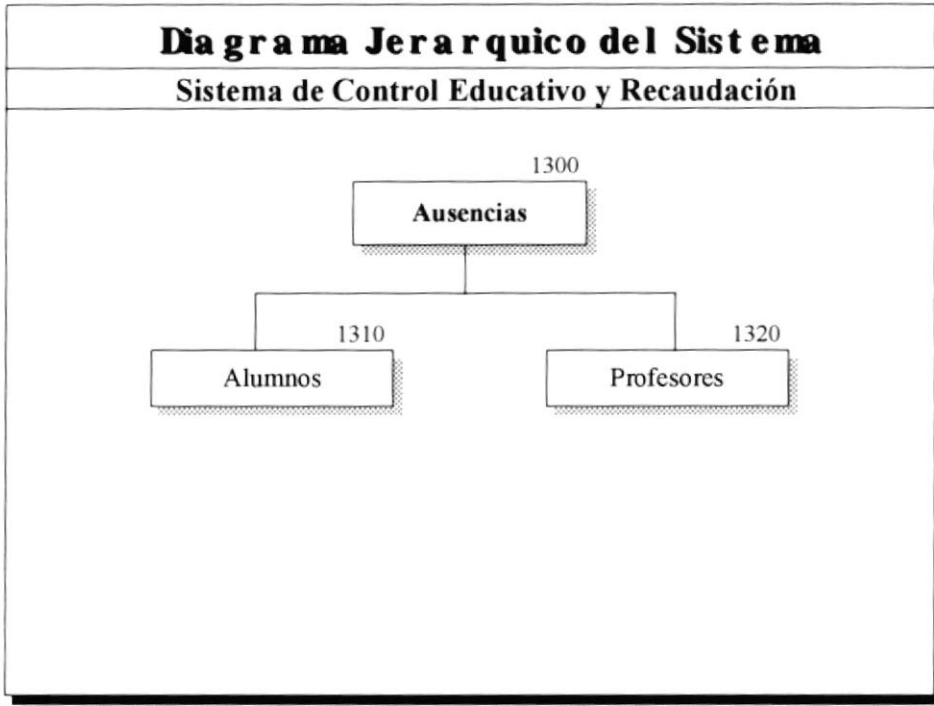 Diagrama Jerarquico del Sistema
Sistema de Control Educativo y Recaudación
1300
Ausencias
1310
1320
Alumnos
Profesores